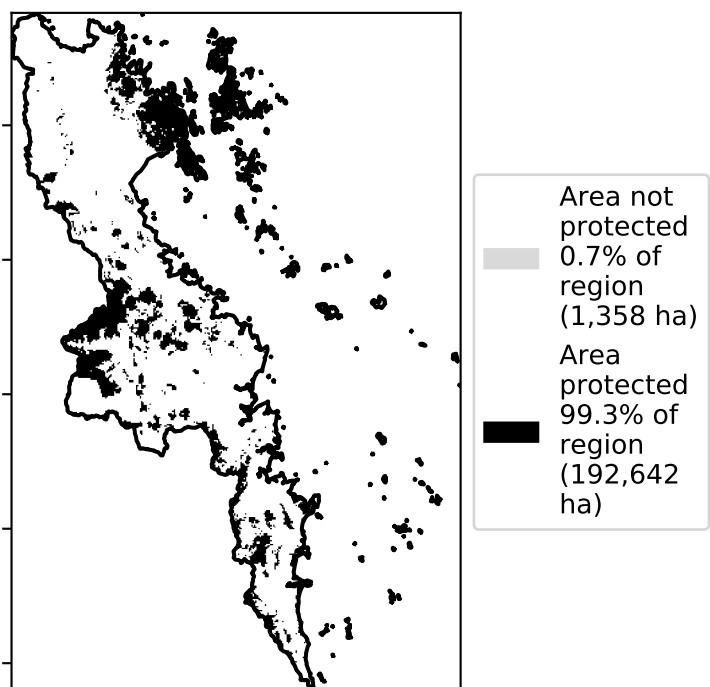 Area not
protected
0.7% of
region
(1,358 ha)
Area
protected
99.3% of
region
(192,642
ha)